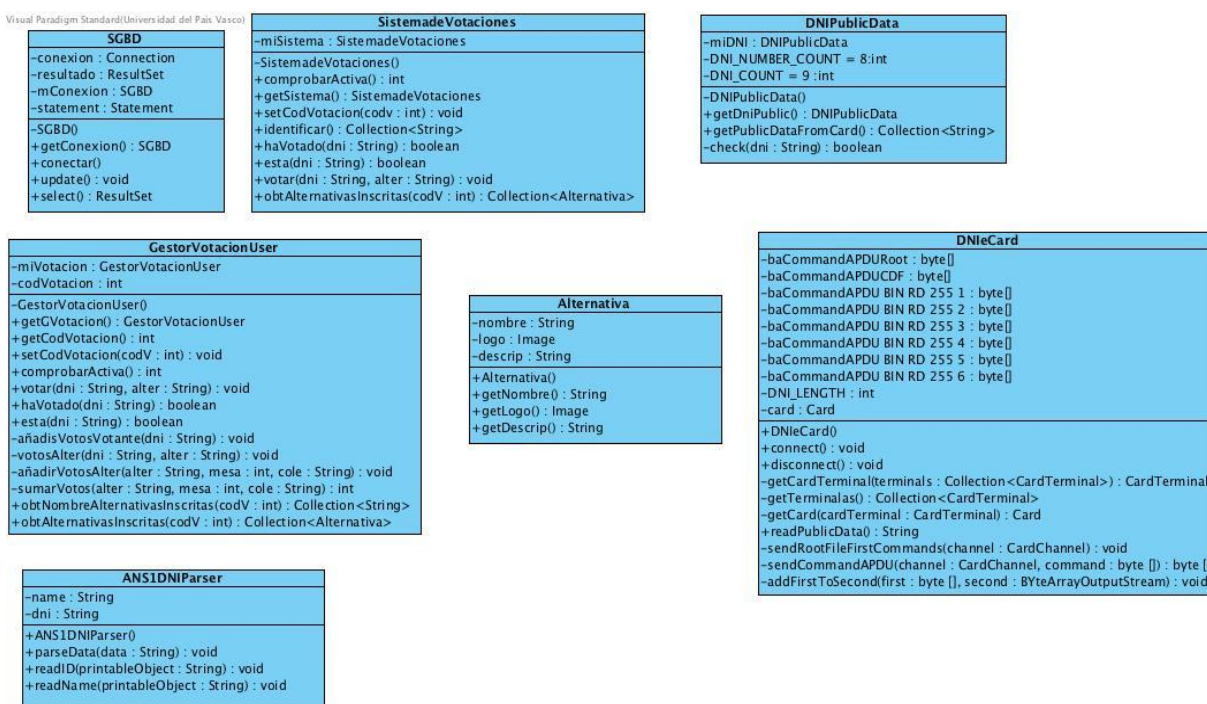 Visual Paradigm Standard(Universidad del Pais Vasco)
SGBD
-conexion : Connection
-resultado : ResultSet
-mConexion : SGBD
-statement : Statement
-SGBD()
+getConexion() : SGBD
+conectar()
+update() : void
+select() : ResultSet
SistemadeVotaciones
-miSistema : SistemadeVotaciones
-SistemadeVotaciones()
+comprobarActiva() : int
+getSistema() : SistemadeVotaciones
+setCodVotacion(codv : int) : void
+identificar() : Collection<String>
+haVotado(dni : String) : boolean
+esta(dni : String) : boolean
+votar(dni : String, alter : String) : void
+obtAlternativasInscritas(codV : int) : Collection<Alternativa>
DNIPublicData
-miDNI : DNIPublicData
-DNI_NUMBER_COUNT = 8:int
-DNI_COUNT = 9 :int
-DNIPublicData()
+getDniPublic() : DNIPublicData
+getPublicDataFromCard() : Collection<String>
-check(dni : String) : boolean
GestorVotacionUser
-miVotacion : GestorVotacionUser
-codVotacion : int
-GestorVotacionUser()
+getGVotacion() : GestorVotacionUser
+getCodVotacion() : int
+setCodVotacion(codV : int) : void
+comprobarActiva() : int
+votar(dni : String, alter : String) : void
+haVotado(dni : String) : boolean
+esta(dni : String) : boolean
-añadisVotosVotante(dni : String) : void
-votosAlter(dni : String, alter : String) : void
-añadirVotosAlter(alter : String, mesa : int, cole : String) : void
-sumarVotos(alter : String, mesa : int, cole : String) : int
+obtNombreAlternativasInscritas(codV : int) : Collection<String>
+obtAlternativasInscritas(codV : int) : Collection<Alternativa>
Alternativa
-nombre : String
-logo : Image
-descrip : String
+Alternativa()
+getNombre() : String
+getLogo() : Image
+getDescrip() : String
DNIeCard
-baCommandAPDURoot : byte[]
-baCommandAPDUCDF : byte[]
-baCommandAPDU BIN RD 255 1 : byte[]
-baCommandAPDU BIN RD 255 2 : byte[]
-baCommandAPDU BIN RD 255 3 : byte[]
-baCommandAPDU BIN RD 255 4 : byte[]
-baCommandAPDU BIN RD 255 5 : byte[]
-baCommandAPDU BIN RD 255 6 : byte[]
-DNI_LENGTH : int
-card : Card
+DNIeCard()
+connect() : void
+disconnect() : void
-getCardTerminal(terminals : Collection<CardTerminal>) : CardTerminal
-getTerminalas() : Collection<CardTerminal>
-getCard(cardTerminal : CardTerminal) : Card
+readPublicData() : String
-sendRootFileFirstCommands(channel : CardChannel) : void
-sendCommandAPDU(channel : CardChannel, command : byte []) : byte [
-addFirstToSecond(first : byte [], second : BYteArrayOutputStream) : void
ANS1DNIParser
-name : String
-dni : String
+ANS1DNIParser()
+parseData(data : String) : void
+readID(printableObject : String) : void
+readName(printableObject : String) : void